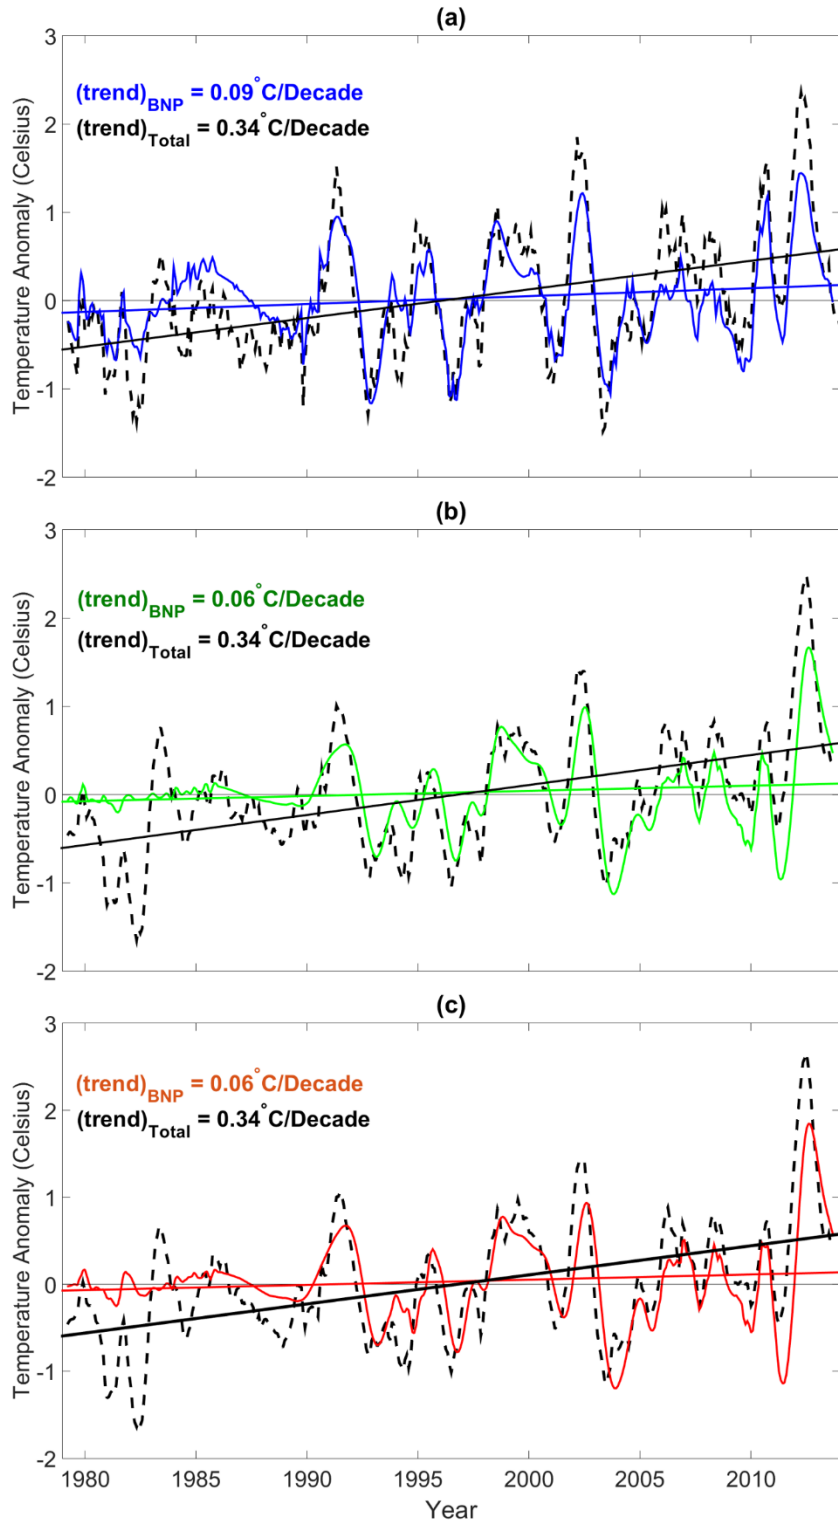 (a)
3
2
1
0
-1
-2
Temperature Anomaly (Celsius)
(trend)BNP = 0.09°C/Decade
(trend)Total = 0.34°C/Decade
(b)
3
2
1
0
-1
-2
Temperature Anomaly (Celsius)
(trend)BNP = 0.06°C/Decade
(trend)Total = 0.34°C/Decade
(c)
3
2
1
0
-1
-2
Temperature Anomaly (Celsius)
(trend)BNP = 0.06°C/Decade
(trend)Total = 0.34°C/Decade
1980 1985 1990 1995 2000 2005 2010
Year